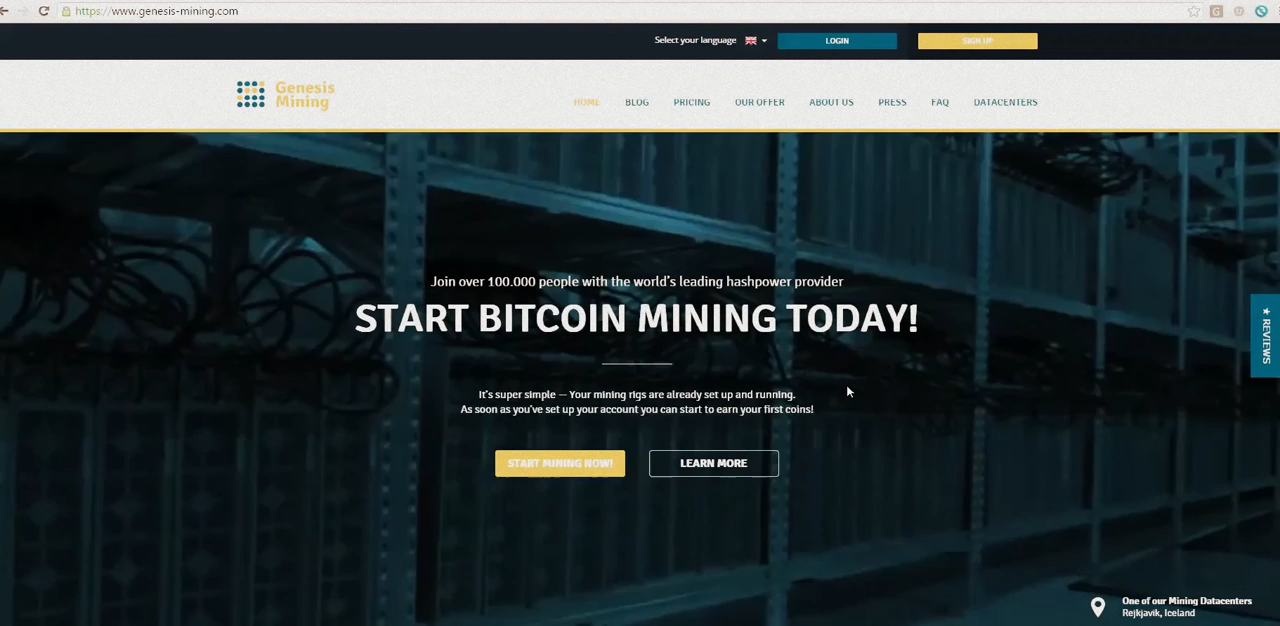 https://www.genesis-mining.com
Select your language
LOGIN
SIGN UP
Genesis
Mining
HOME
BLOG
PRICING
OUR OFFER
ABOUT US
PRESS
FAQ
DATACENTERS
Join over 100.000 people with the world's leading hashpower provider
START BITCOIN MINING TODAY!
It's super simple — Your mining rigs are already set up and running.
As soon as you've set up your account you can start to earn your first coins!
START MINING NOW!
LEARN MORE
★ REVIEWS
One of our Mining Datacenters
Rejkjavik, Iceland